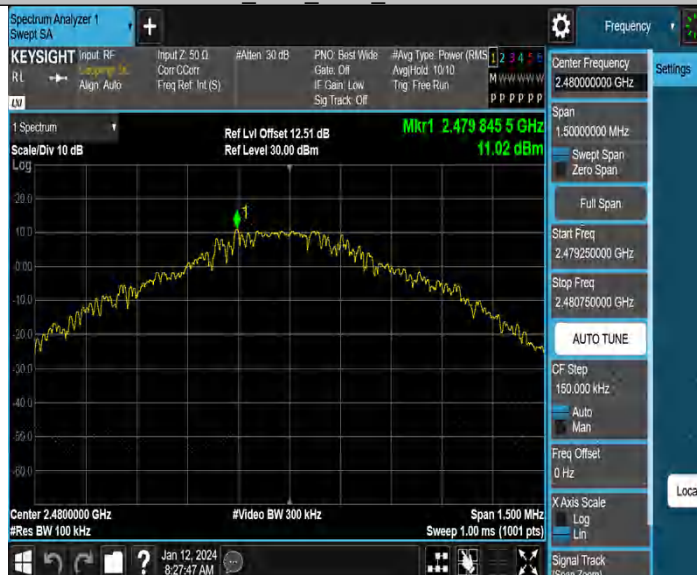 Spectrum Analyzer 1
Swept SA
+
Frequency
KEYSIGHT
Input: RF
Align: Auto
Input Z: 50 Ω
Corr CCorr
Freq Ref: Int (S)
#Atten: 30 dB
PNO: Best Wide
Gate: Off
IF Gain: Low
Sig Track: Off
#Avg Type: Power (RMS
Avg|Hold: 10/10
Trig: Free Run
1 2 3 4 5 6
M W W W W W
P P P P P P
R L
LXI
Center Frequency
2.480000000 GHz
Settings
Span
1.50000000 MHz
Swept Span
Zero Span
Full Span
Start Freq
2.479250000 GHz
Stop Freq
2.480750000 GHz
AUTO TUNE
CF Step
150.000 kHz
Auto
Man
Freq Offset
0 Hz
X Axis Scale
Log
Lin
Signal Track
(Span Zoom)
Loca
1 Spectrum
Scale/Div 10 dB
Ref Lvl Offset 12.51 dB
Ref Level 30.00 dBm
Mkr1 2.479 845 5 GHz
11.02 dBm
Log
20.0
10.0
0.00
-10.0
-20.0
-30.0
-40.0
-50.0
-60.0
1
Center 2.4800000 GHz
#Res BW 100 kHz
#Video BW 300 kHz
Span 1.500 MHz
Sweep 1.00 ms (1001 pts)
?
Jan 12, 2024
8:27:47 AM